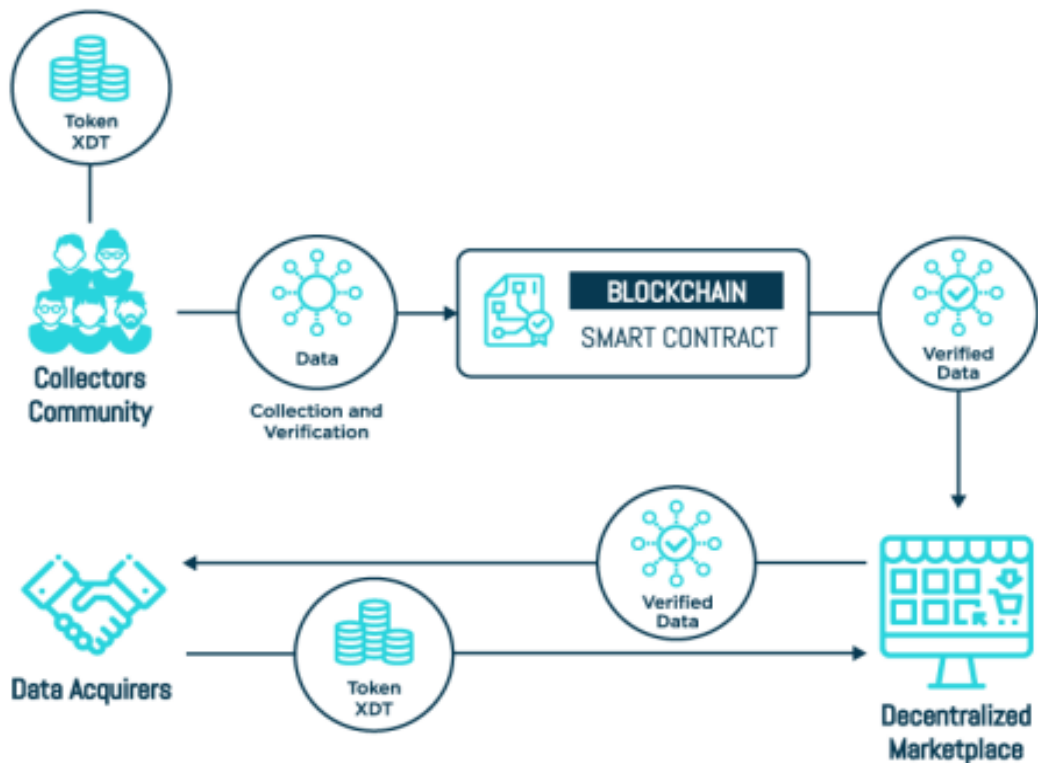 Token
XDT
Collectors
Community
Data
Collection and
Verification
BLOCKCHAIN
SMART CONTRACT
Verified
Data
Verified
Data
Data Acquirers
Token
XDT
Decentralized
Marketplace